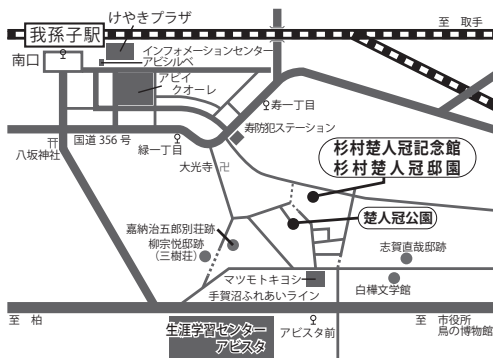 けやきプラザ
至 取手
我孫子駅
インフォメーションセンター
アビシルベ
南口
アビイ
クオーレ
寿一丁目
寿防犯ステーション
国道 356 号
緑一丁目
八坂神社
大光寺 卍
杉村楚人冠記念館
杉村楚人冠邸園
楚人冠公園
嘉納治五郎別荘跡
柳宗悦邸跡
（三樹荘）
志賀直哉邸跡
マツモトキヨシ
白樺文学館
手賀沼ふれあいライン
至 柏
生涯学習センター
アビスタ
アビスタ前
至 市役所
鳥の博物館